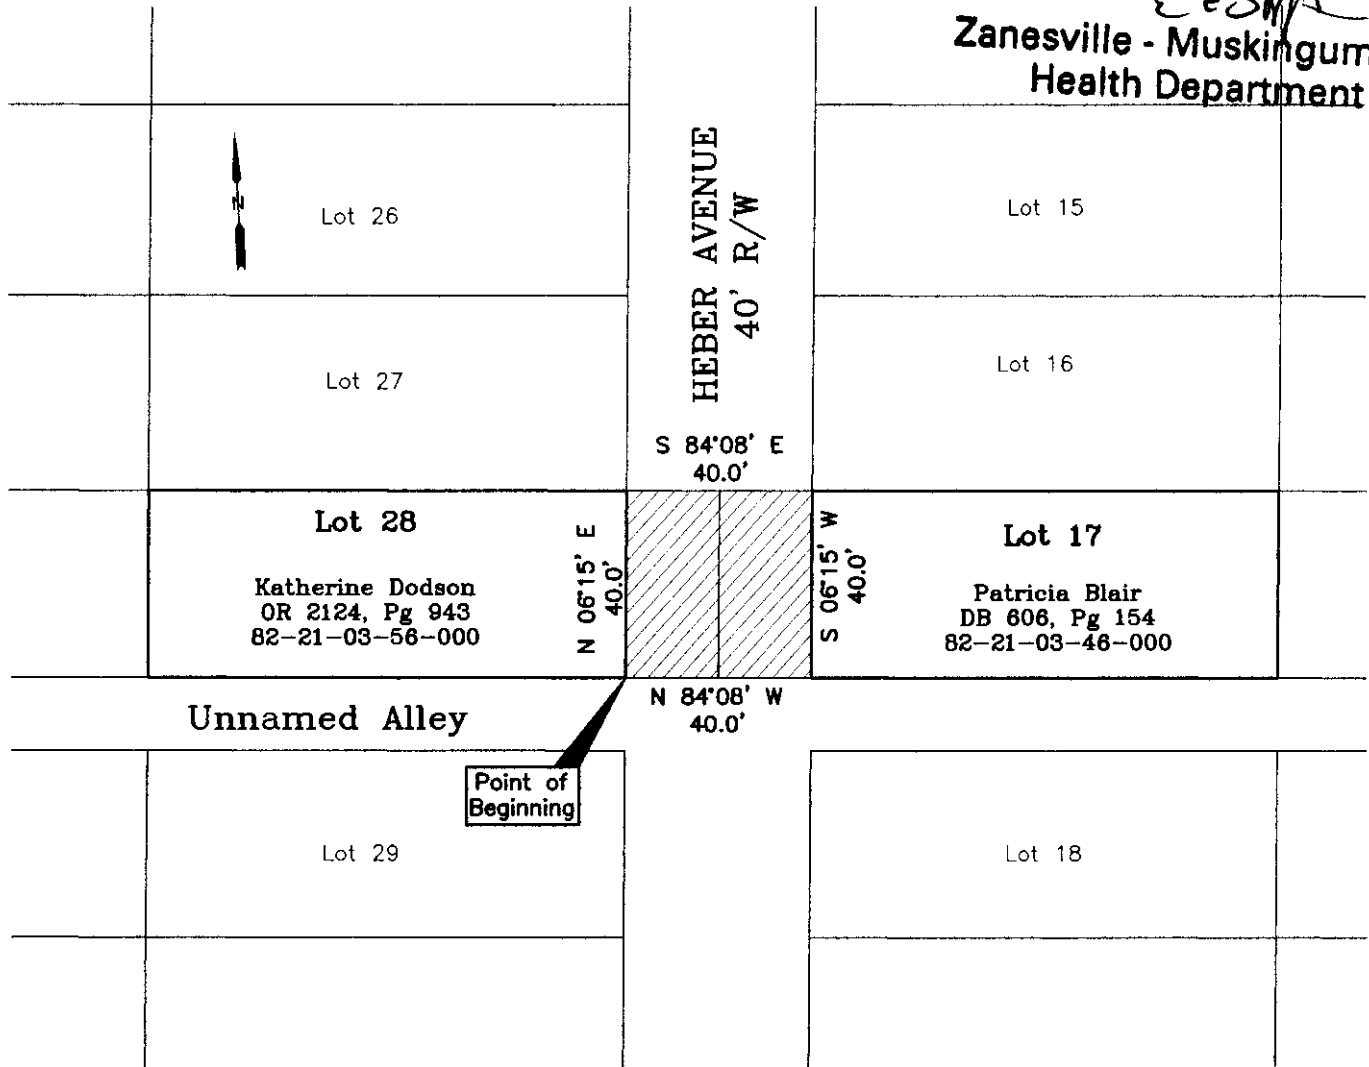 Zanesville - Muskingum
Health Department
N
Lot 26
HEBER AVENUE
40' R/W
Lot 15
Lot 27
Lot 16
S 84°08' E
40.0'
Lot 28
Katherine Dodson
OR 2124, Pg 943
82-21-03-56-000
N 06°15' E
40.0'
S 06°15' W
40.0'
Lot 17
Patricia Blair
DB 606, Pg 154
82-21-03-46-000
N 84°08' W
40.0'
Unnamed Alley
Point of
Beginning
Lot 29
Lot 18